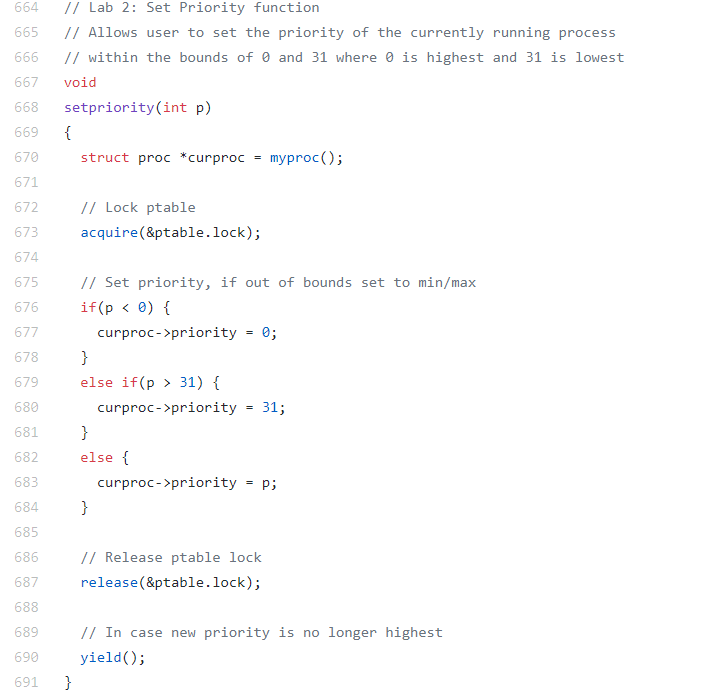 664 // Lab 2: Set Priority function
665 // Allows user to set the priority of the currently running process
666 // within the bounds of 0 and 31 where 0 is highest and 31 is lowest
667 void
668 setpriority(int p)
669 {
670   struct proc *curproc = myproc();
671
672   // Lock ptable
673   acquire(&ptable.lock);
674
675   // Set priority, if out of bounds set to min/max
676   if(p < 0) {
677     curproc->priority = 0;
678   }
679   else if(p > 31) {
680     curproc->priority = 31;
681   }
682   else {
683     curproc->priority = p;
684   }
685
686   // Release ptable lock
687   release(&ptable.lock);
688
689   // In case new priority is no longer highest
690   yield();
691 }